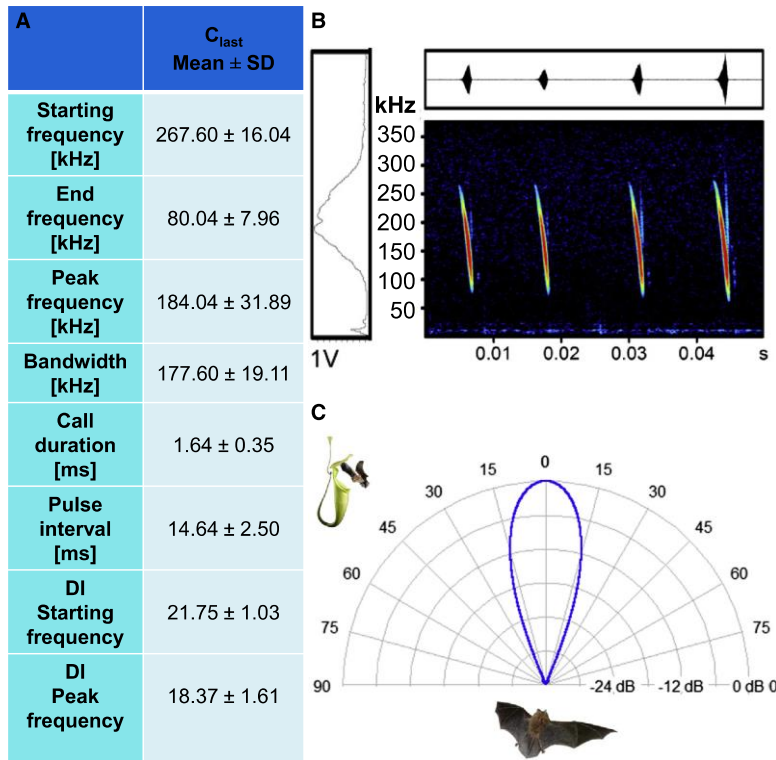 A
C_last
Mean ± SD
Starting
frequency
[kHz]
267.60 ± 16.04
End
frequency
[kHz]
80.04 ± 7.96
Peak
frequency
[kHz]
184.04 ± 31.89
Bandwidth
[kHz]
177.60 ± 19.11
Call
duration
[ms]
1.64 ± 0.35
Pulse
interval
[ms]
14.64 ± 2.50
DI
Starting
frequency
21.75 ± 1.03
DI
Peak
frequency
18.37 ± 1.61
B
kHz
350
300
250
200
150
100
50
1V
0.01 0.02 0.03 0.04 s
C
0
15 15
30 30
45 45
60 60
75 75
90 -24 dB -12 dB 0 dB 0